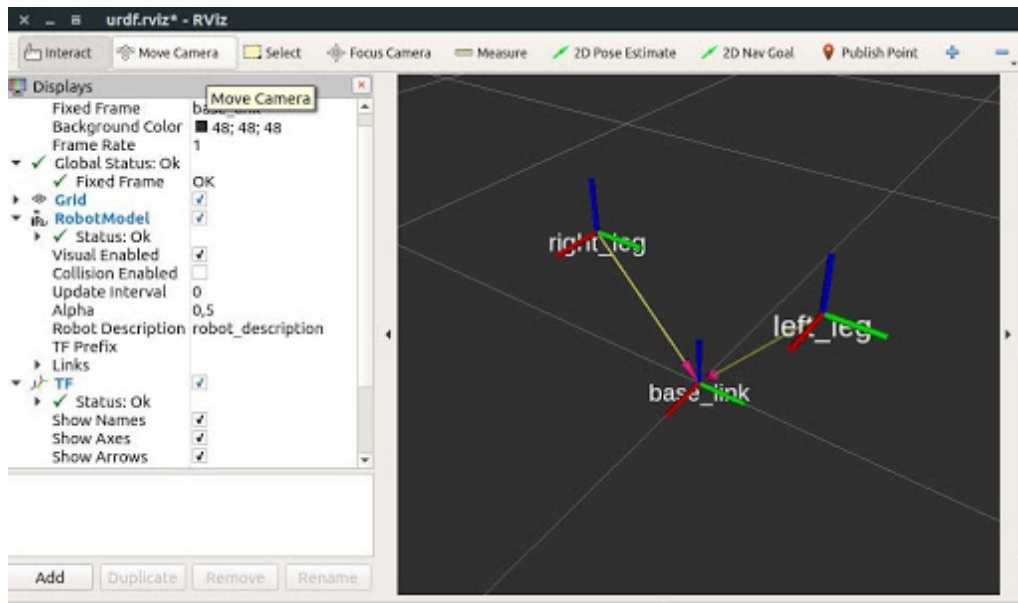 urdf.rviz* - RViz
Interact Move Camera Select Focus Camera Measure 2D Pose Estimate 2D Nav Goal Publish Point
Displays
Move Camera
Fixed Frame
Background Color 48; 48; 48
Frame Rate 1
Global Status: Ok
Fixed Frame OK
Grid
RobotModel
Status: Ok
Visual Enabled
Collision Enabled
Update Interval 0
Alpha 0,5
Robot Description robot_description
TF Prefix
Links
TF
Status: Ok
Show Names
Show Axes
Show Arrows
Add Duplicate Remove Rename
right_leg
left_leg
base_link